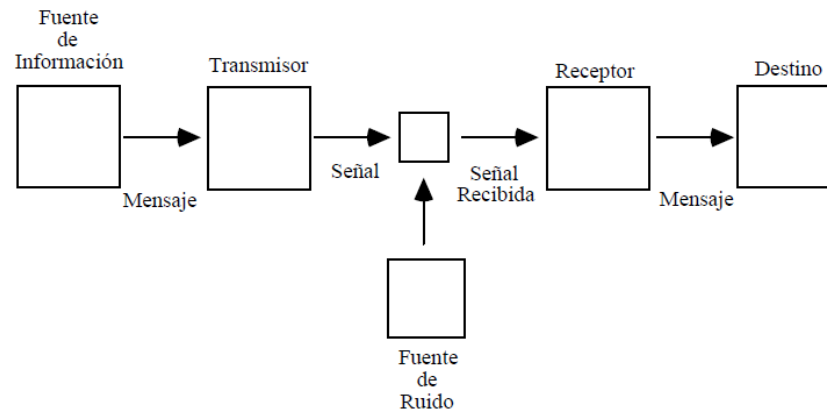 Fuente
de
Información
Transmisor
Receptor
Destino
Mensaje
Señal
Señal
Recibida
Mensaje
Fuente
de
Ruido